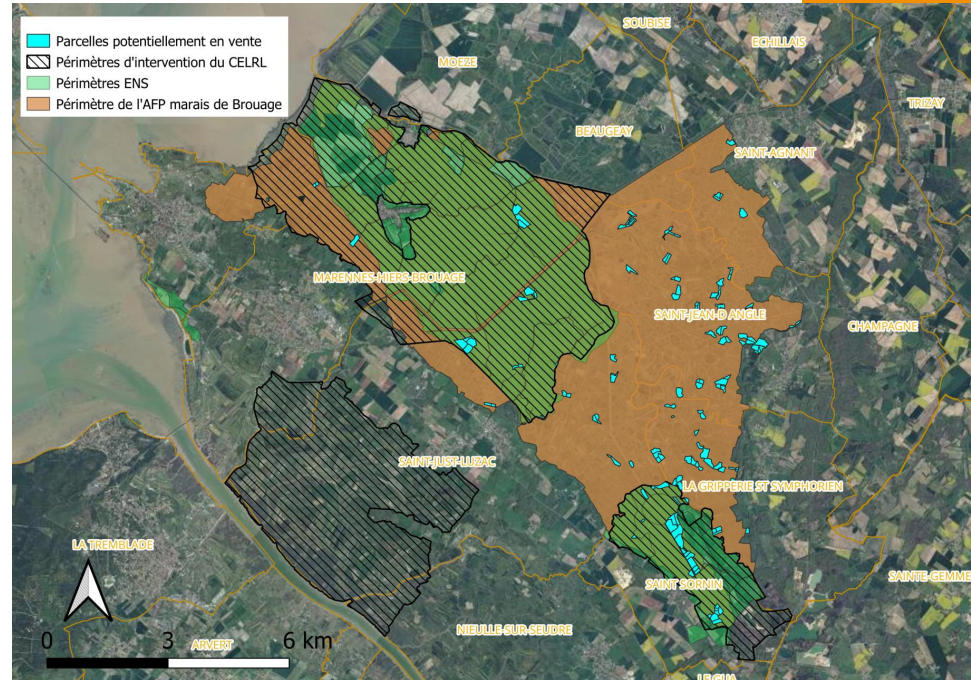 Parcelles potentiellement en vente
Périmètres d'intervention du CELRL
Périmètres ENS
Périmètre de l'AFP marais de Brouage
SOUBISE
ECHILLAIS
MOEZE
TRIZAY
BEAUGEAY
SAINT-AGNANT
MARENNES-HIERS-BROUAGE
SAINT-JEAN-D ANGLE
CHAMPAGNE
SAINT-JUST-LUZAC
LA GRIPPERIE ST SYMPHORIEN
LA TREMBLADE
SAINTE-GEMME
SAINT SORNIN
NIEULLE-SUR-SEUDRE
0 3 6 km
ARVERT
LE GUA